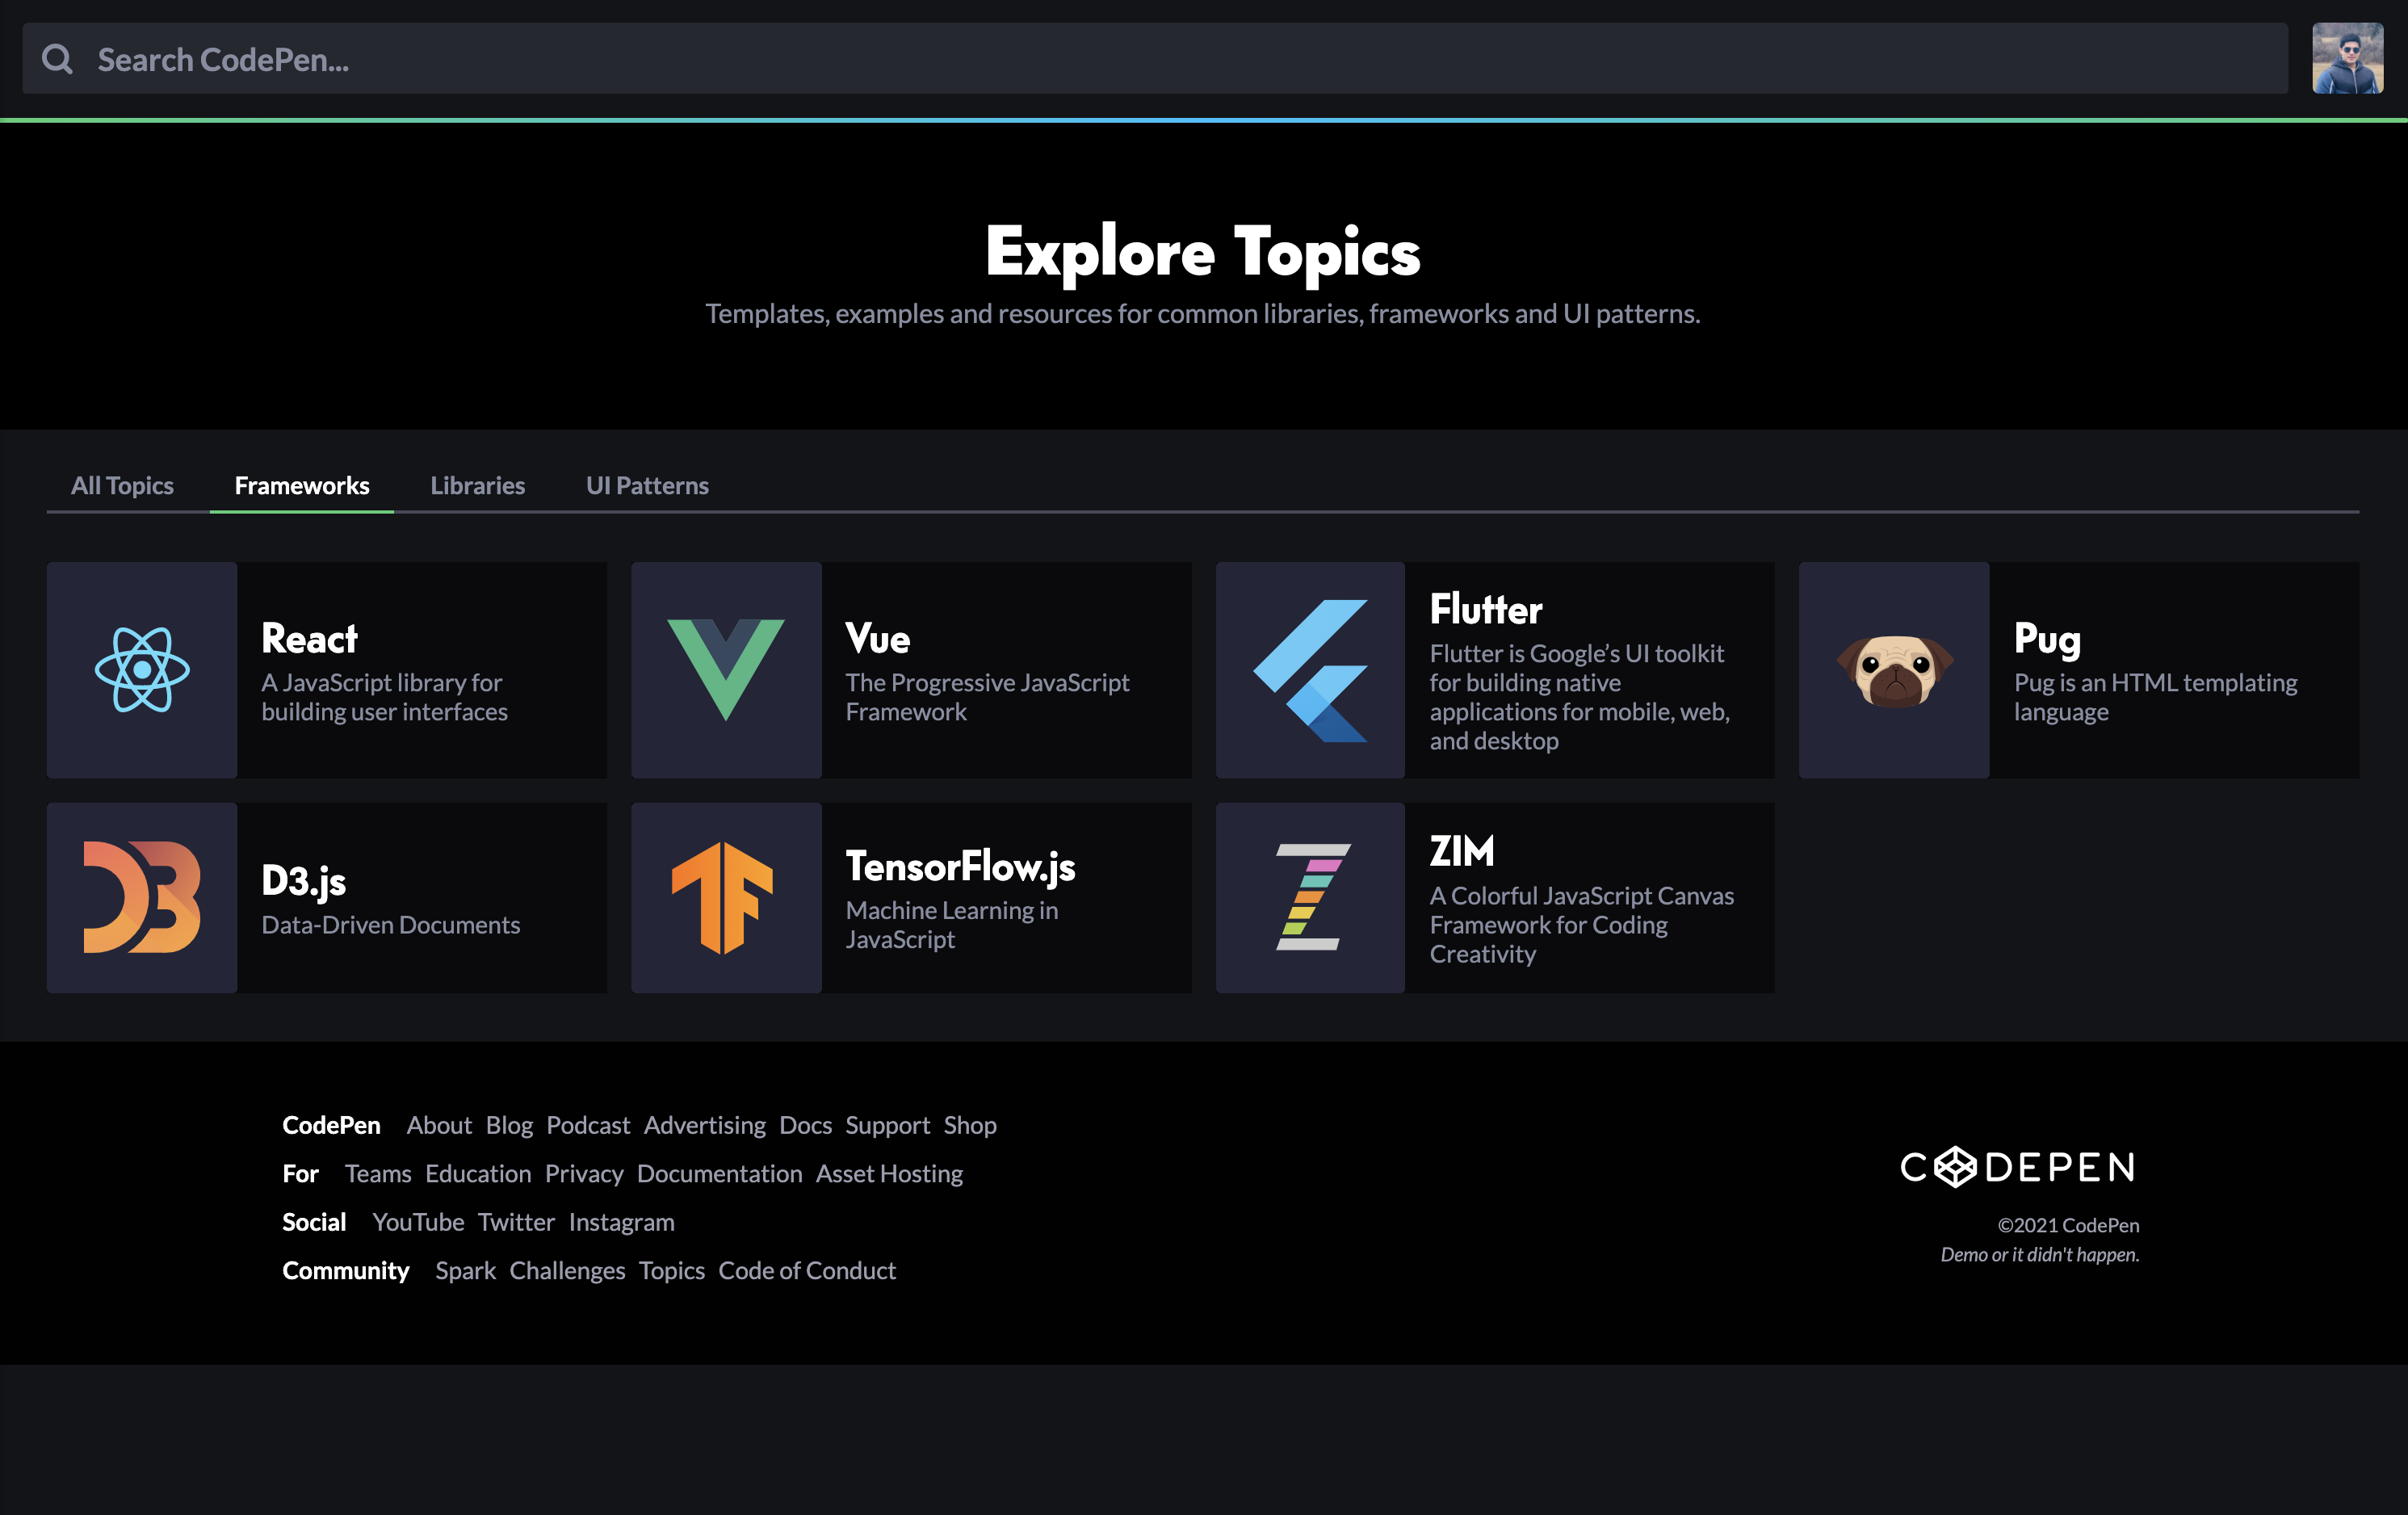 Search CodePen...
Explore Topics
Templates, examples and resources for common libraries, frameworks and UI patterns.
All Topics Frameworks Libraries UI Patterns
React
A JavaScript library for
building user interfaces
Vue
The Progressive JavaScript
Framework
Flutter
Flutter is Google’s UI toolkit
for building native
applications for mobile, web,
and desktop
Pug
Pug is an HTML templating
language
D3.js
Data-Driven Documents
TensorFlow.js
Machine Learning in
JavaScript
ZIM
A Colorful JavaScript Canvas
Framework for Coding
Creativity
CodePen About Blog Podcast Advertising Docs Support Shop
For Teams Education Privacy Documentation Asset Hosting
Social YouTube Twitter Instagram
Community Spark Challenges Topics Code of Conduct
CODEPEN
©2021 CodePen
Demo or it didn't happen.